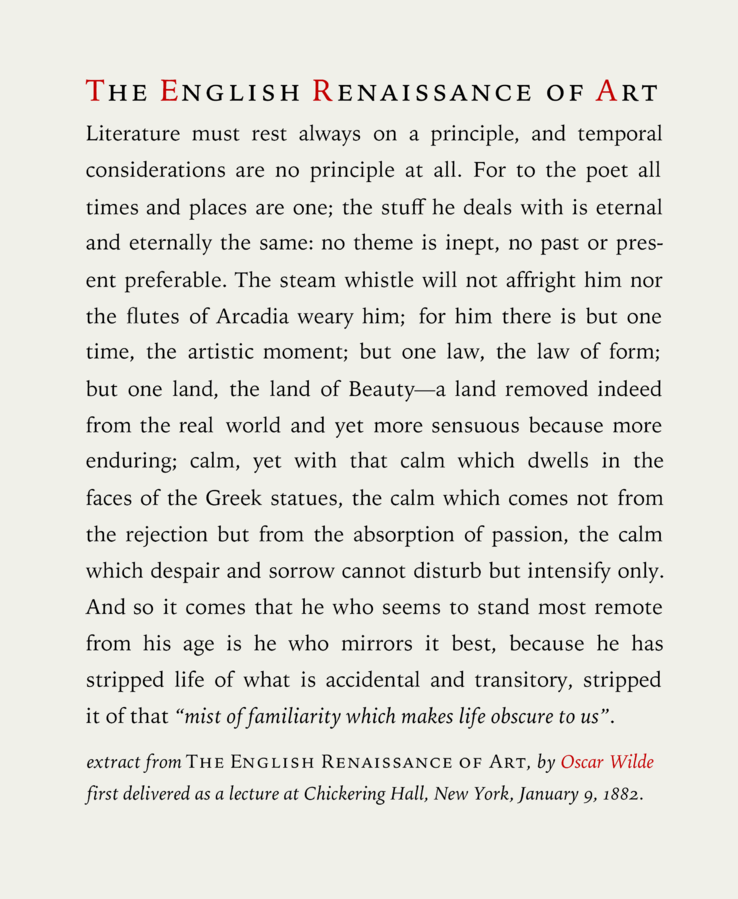 The English Renaissance of Art
Literature must rest always on a principle, and temporal
considerations are no principle at all. For to the poet all
times and places are one; the stuff he deals with is eternal
and eternally the same: no theme is inept, no past or pres-
ent preferable. The steam whistle will not affright him nor
the flutes of Arcadia weary him; for him there is but one
time, the artistic moment; but one law, the law of form;
but one land, the land of Beauty—a land removed indeed
from the real world and yet more sensuous because more
enduring; calm, yet with that calm which dwells in the
faces of the Greek statues, the calm which comes not from
the rejection but from the absorption of passion, the calm
which despair and sorrow cannot disturb but intensify only.
And so it comes that he who seems to stand most remote
from his age is he who mirrors it best, because he has
stripped life of what is accidental and transitory, stripped
it of that “mist of familiarity which makes life obscure to us”.
extract from The English Renaissance of Art, by Oscar Wilde
first delivered as a lecture at Chickering Hall, New York, January 9, 1882.